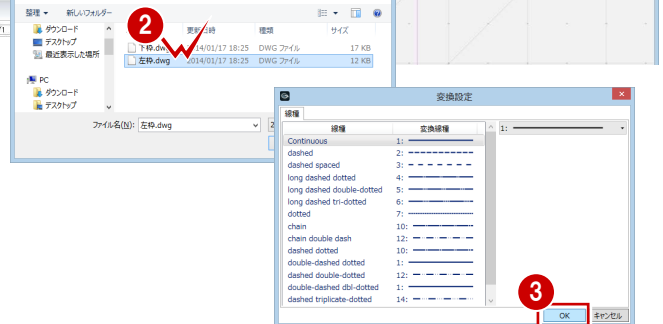 整理 新しいフォルダー
ダウンロード
デスクトップ
最近表示した場所
PC
ダウンロード
デスクトップ
2
更新日時 種類 サイズ
下枠.dwg 2014/01/17 18:25 DWG ファイル 17 KB
左枠.dwg 2014/01/17 18:25 DWG ファイル 12 KB
ファイル名(N): 左枠.dwg
変換設定
線種
線種 変換線種
1:
Continuous 1:
dashed 2:
dashed spaced 3:
long dashed dotted 4:
long dashed double-dotted 5:
long dashed tri-dotted 6:
dotted 7:
chain 10:
chain double dash 12:
dashed dotted 10:
double-dashed dotted 1:
dashed double-dotted 12:
double-dashed dbl-dotted 1:
dashed triplicate-dotted 14:
3
OK キャンセル